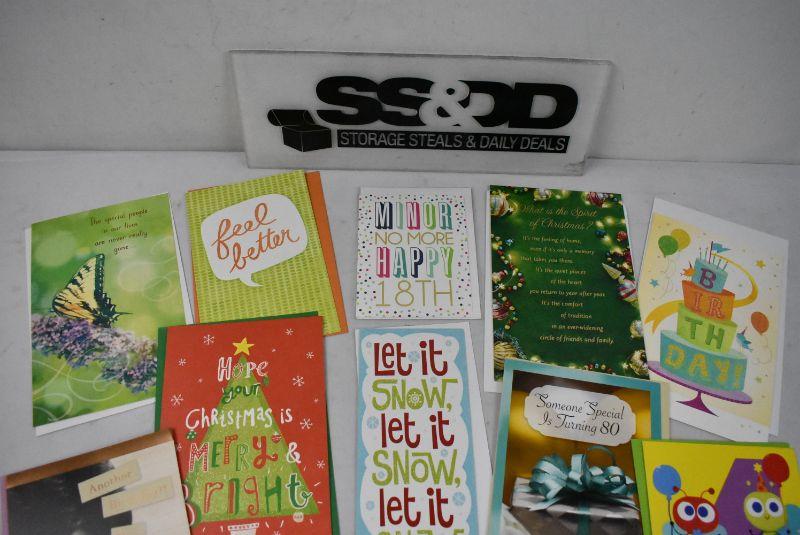 SS&DD
STORAGE STEALS & DAILY DEALS
The special people
in our lives
are never really
gone
feel
better
MINOR
NO MORE
HAPPY
18TH
What is the Spirit
of Christmas?
It's the feeling of home,
even if it's only a memory
that takes you there.
It's the quiet places
of the heart
you return to year after year.
It's the comfort
of tradition
in an ever-widening
circle of friends and family.
BIRTHDAY!
Hope
your
Christmas is
Merry
& Bright
Let it
SNOW,
let it
SNOW,
let it
Someone Special
Is Turning 80
Another